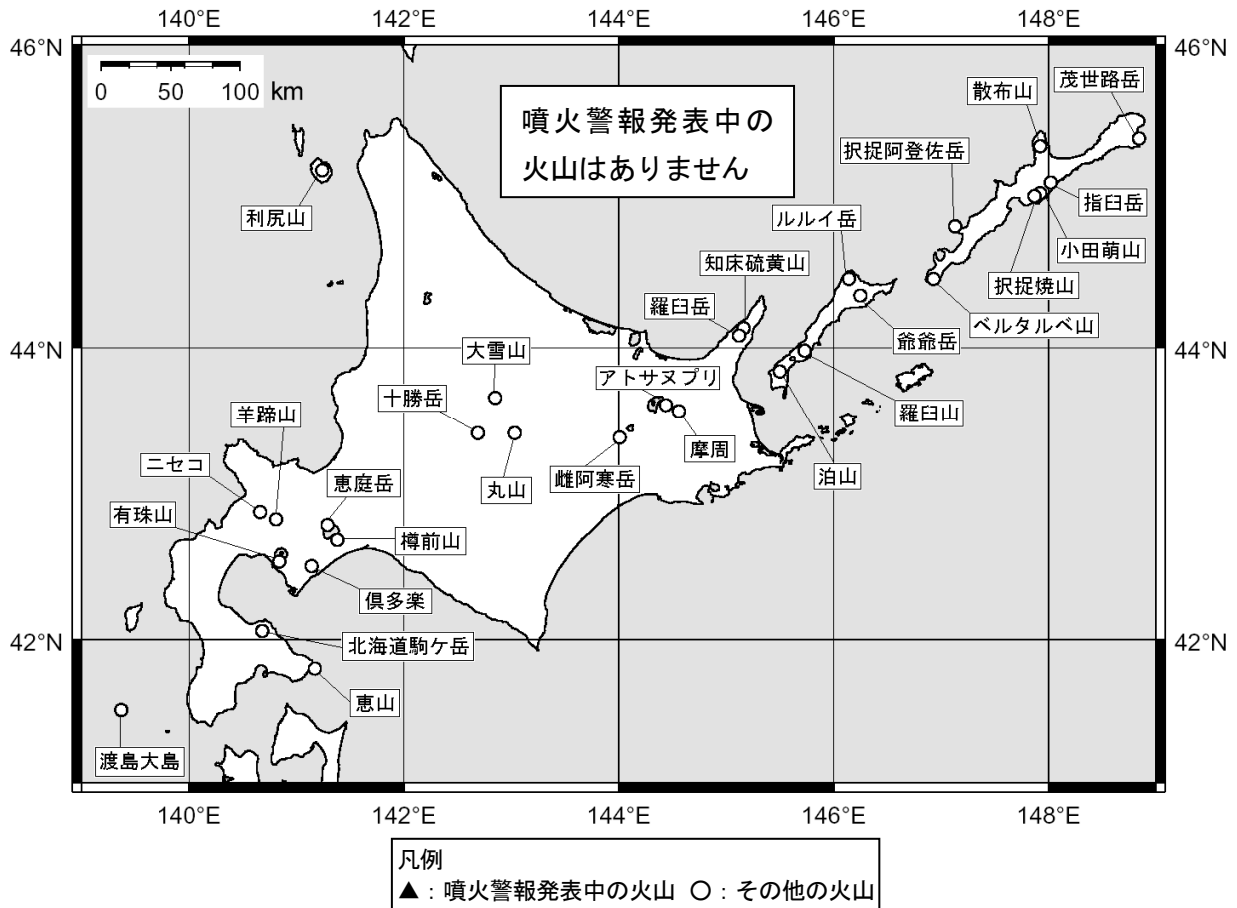 140°E 142°E 144°E 146°E 148°E
46°N 46°N
0 50 100 km
噴火警報発表中の
火山はありません
茂世路岳
散布山
択捉阿登佐岳
利尻山
ルルイ岳
指臼岳
小田萌山
知床硫黄山
択捉焼山
羅臼岳
ベルタルベ山
爺爺岳
44°N
大雪山
アトサヌプリ
十勝岳
羅臼山
羊蹄山
摩周
ニセコ
恵庭岳
丸山
雌阿寒岳
泊山
有珠山
樽前山
倶多楽
42°N 42°N
北海道駒ケ岳
恵山
渡島大島
44°N
140°E 142°E 144°E 146°E 148°E
凡例
▲：噴火警報発表中の火山 ○：その他の火山